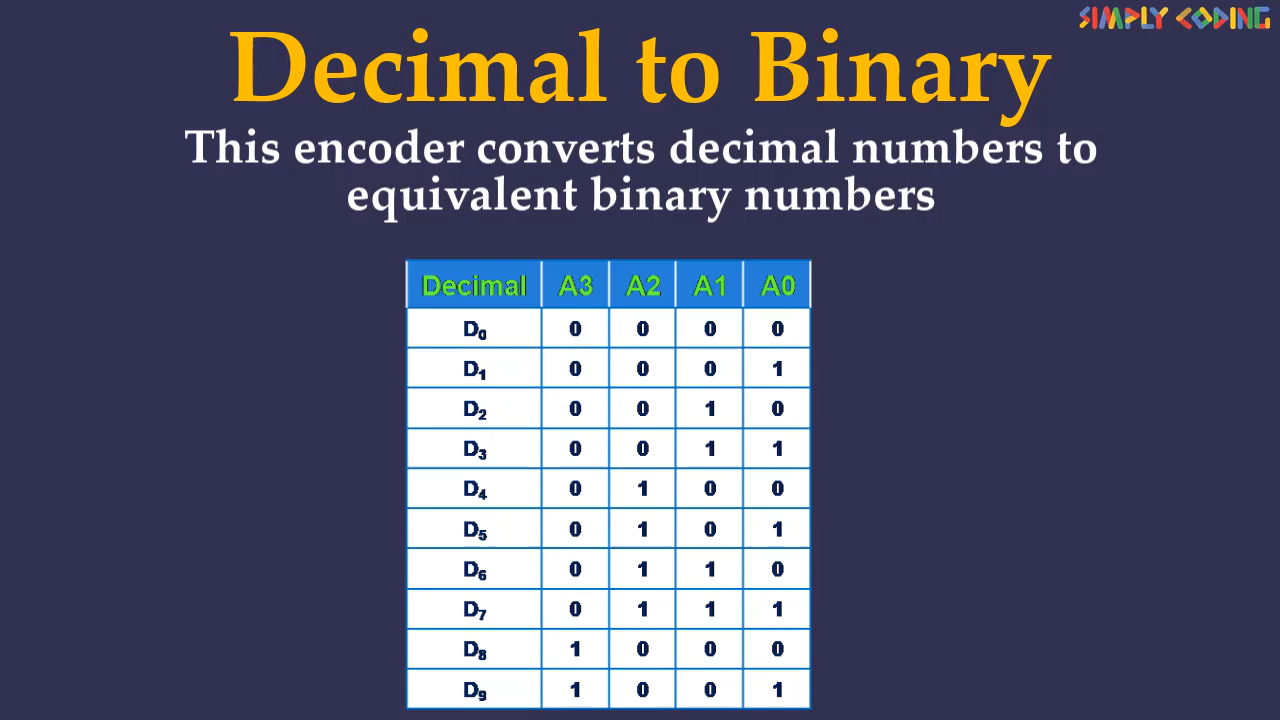 SIMPLY CODING
Decimal to Binary
This encoder converts decimal numbers to
equivalent binary numbers
Decimal A3 A2 A1 A0
D₀ 0 0 0 0
D₁ 0 0 0 1
D₂ 0 0 1 0
D₃ 0 0 1 1
D₄ 0 1 0 0
D₅ 0 1 0 1
D₆ 0 1 1 0
D₇ 0 1 1 1
D₈ 1 0 0 0
D₉ 1 0 0 1